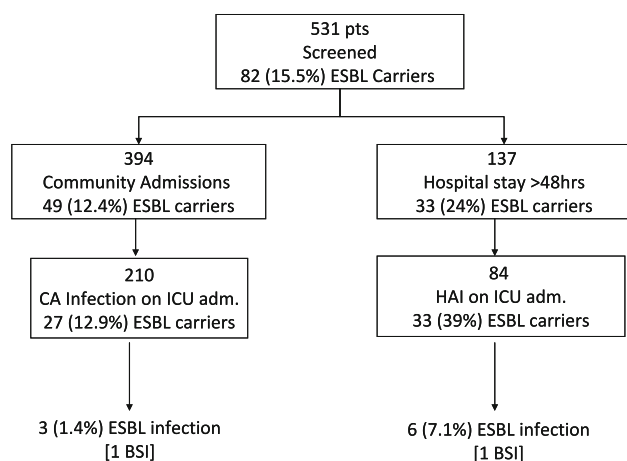 531 pts
Screened
82 (15.5%) ESBL Carriers
394
Community Admissions
49 (12.4%) ESBL carriers
137
Hospital stay >48hrs
33 (24%) ESBL carriers
210
CA Infection on ICU adm.
27 (12.9%) ESBL carriers
84
HAI on ICU adm.
33 (39%) ESBL carriers
3 (1.4%) ESBL infection
[1 BSI]
6 (7.1%) ESBL infection
[1 BSI]